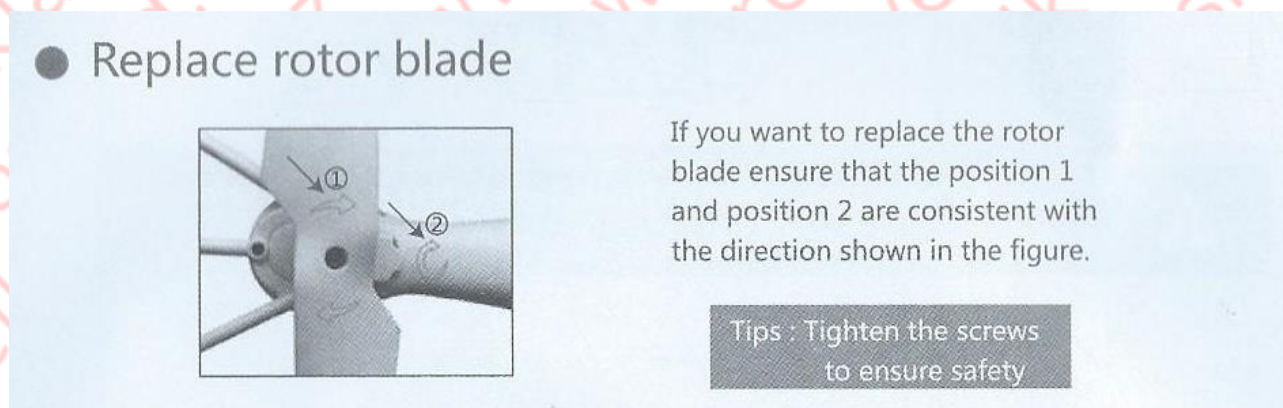 ● Replace rotor blade
①
②
If you want to replace the rotor
blade ensure that the position 1
and position 2 are consistent with
the direction shown in the figure.
Tips : Tighten the screws
to ensure safety